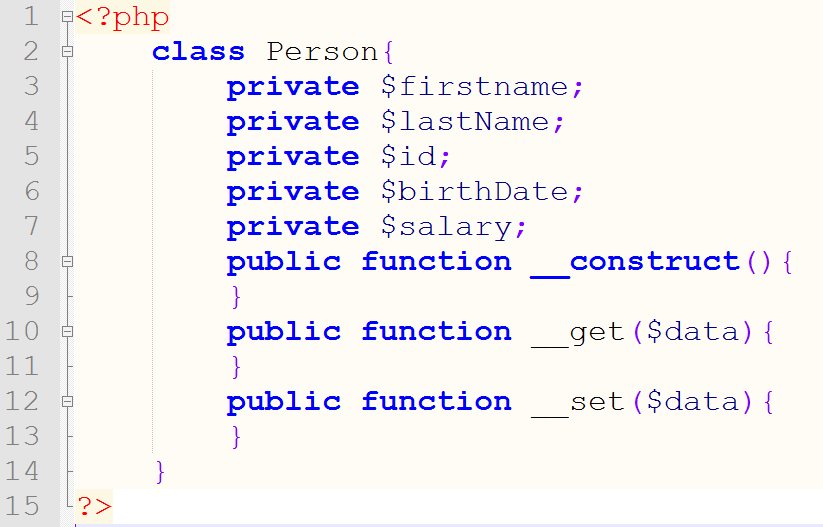 1 <?php
2 class Person{
3 private $firstname;
4 private $lastName;
5 private $id;
6 private $birthDate;
7 private $salary;
8 public function __construct(){
9 }
10 public function __get($data){
11 }
12 public function __set($data){
13 }
14 }
15 ?>